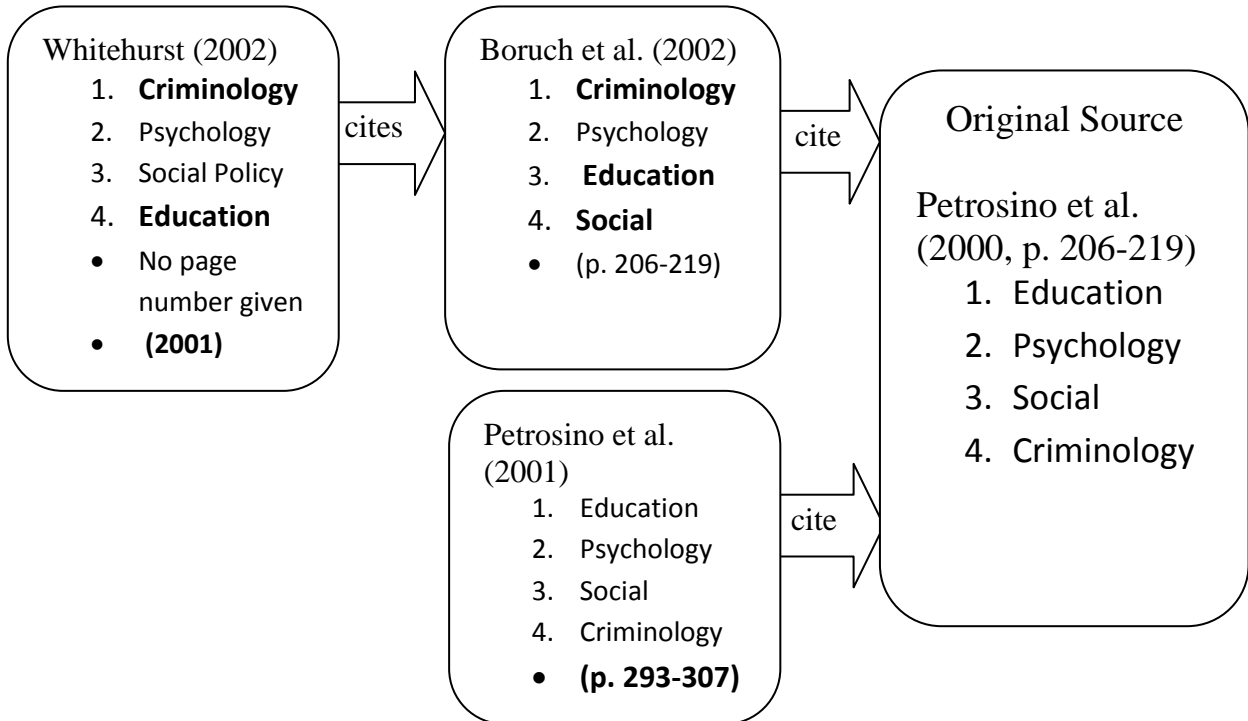 Whitehurst (2002)
1. Criminology
2. Psychology
3. Social Policy
4. Education
• No page
number given
• (2001)
cites
Boruch et al. (2002)
1. Criminology
2. Psychology
3. Education
4. Social
• (p. 206-219)
cite
Original Source
Petrosino et al.
(2000, p. 206-219)
1. Education
2. Psychology
3. Social
4. Criminology
Petrosino et al.
(2001)
1. Education
2. Psychology
3. Social
4. Criminology
• (p. 293-307)
cite